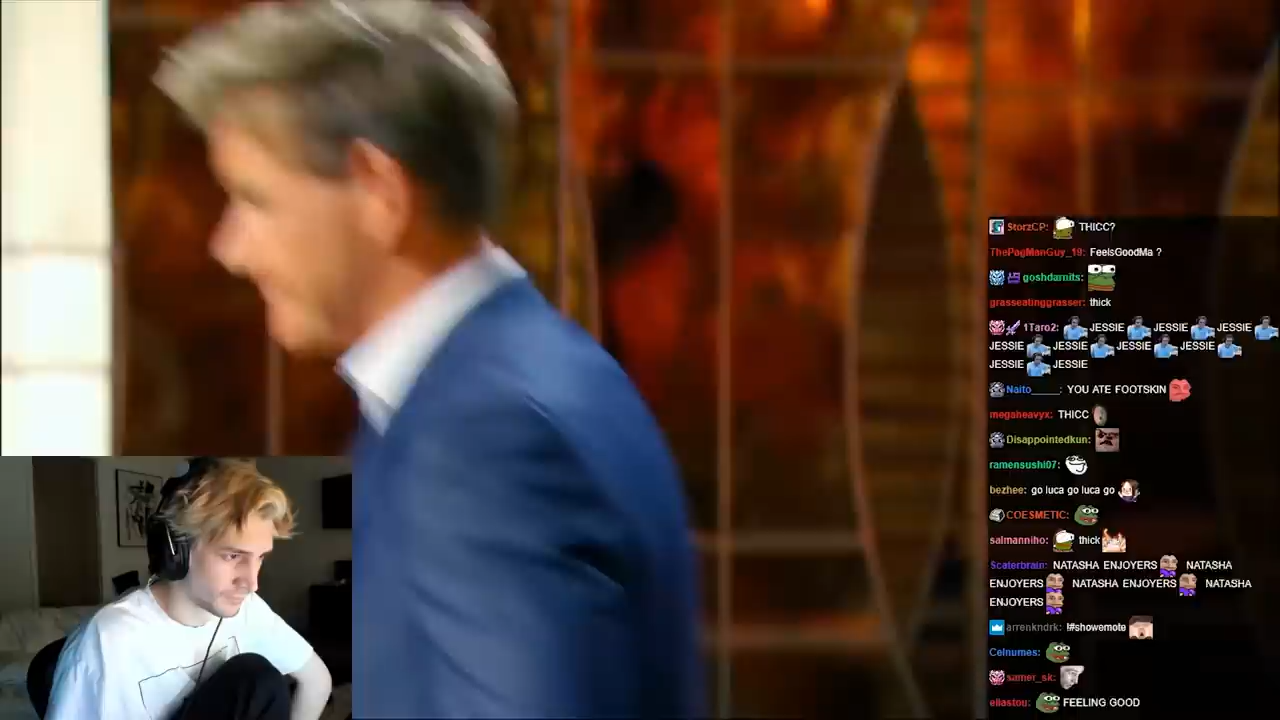 StorzCP: THICC?
ThePagManGuy_19: FeelsGoodMa ?
goshdarnits:
grasseatinggrasser: thick
1Taro2: JESSIE JESSIE JESSIE
JESSIE JESSIE JESSIE JESSIE
JESSIE JESSIE
Naito_____: YOU ATE FOOTSKIN
megaheavyx: THICC
Disappointedkun:
ramensushi07:
bezhee: go luca go luca go
COESMETIC:
salmanniho: thick
Scaterbrain: NATASHA ENJOYERS NATASHA
ENJOYERS NATASHA ENJOYERS NATASHA
ENJOYERS
arrenkndrk: !#showemote
Celnumes:
samer_sk:
eliastou: FEELING GOOD